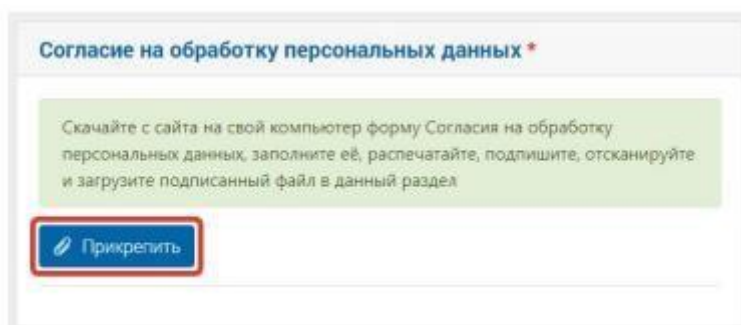 Согласие на обработку персональных данных *
Скачайте с сайта на свой компьютер форму Согласия на обработку
персональных данных, заполните её, распечатайте, подпишите, отсканируйте
и загрузите подписанный файл в данный раздел
Прикрепить